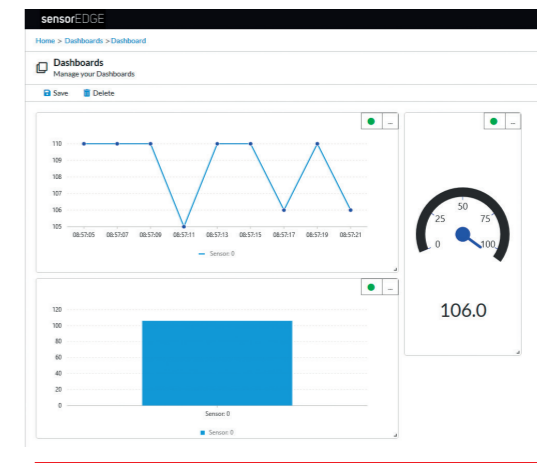 sensorEDGE
Home > Dashboards >Dashboard
Dashboards
Manage your Dashboards
Save Delete
110
109
108
107
106
105
08:57:05 08:57:07 08:57:09 08:57:11 08:57:13 08:57:15 08:57:17 08:57:19 08:57:21
Sensor: 0
0 25 50 75 100
106.0
120
100
80
60
40
20
0
Sensor: 0
Sensor: 0